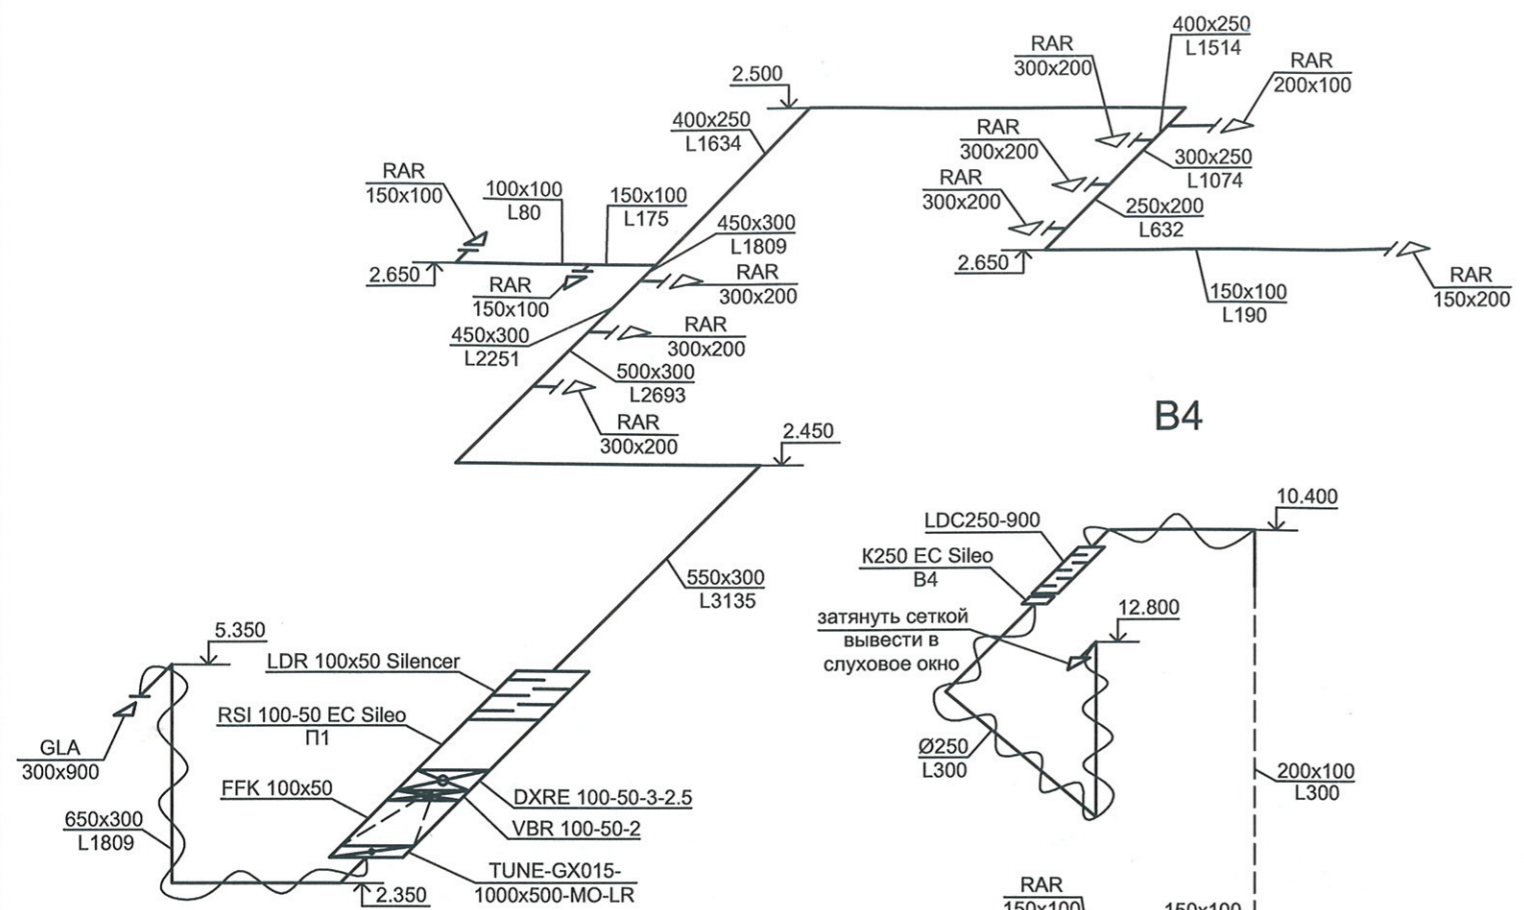 400x250
L1514
RAR
300x200
RAR
200x100
2.500
400x250
L1634
RAR
300x200
300x250
L1074
RAR
150x100
100x100
L80
150x100
L175
RAR
300x200
250x200
L632
450x300
L1809
2.650
RAR
150x100
RAR
300x200
2.650
RAR
150x200
150x100
L190
450x300
L2251
RAR
300x200
500x300
L2693
RAR
300x200
2.450
В4
10.400
LDC250-900
К250 EC Sileo
В4
550x300
L3135
затянуть сеткой
вывести в
слуховое окно
12.800
5.350
LDR 100x50 Silencer
RSI 100-50 EC Sileo
П1
GLA
300x900
Ø250
L300
200x100
L300
FFK 100x50
DXRE 100-50-3-2.5
VBR 100-50-2
650x300
L1809
TUNE-GX015-
1000x500-MO-LR
2.350
RAR
150x100
150x100